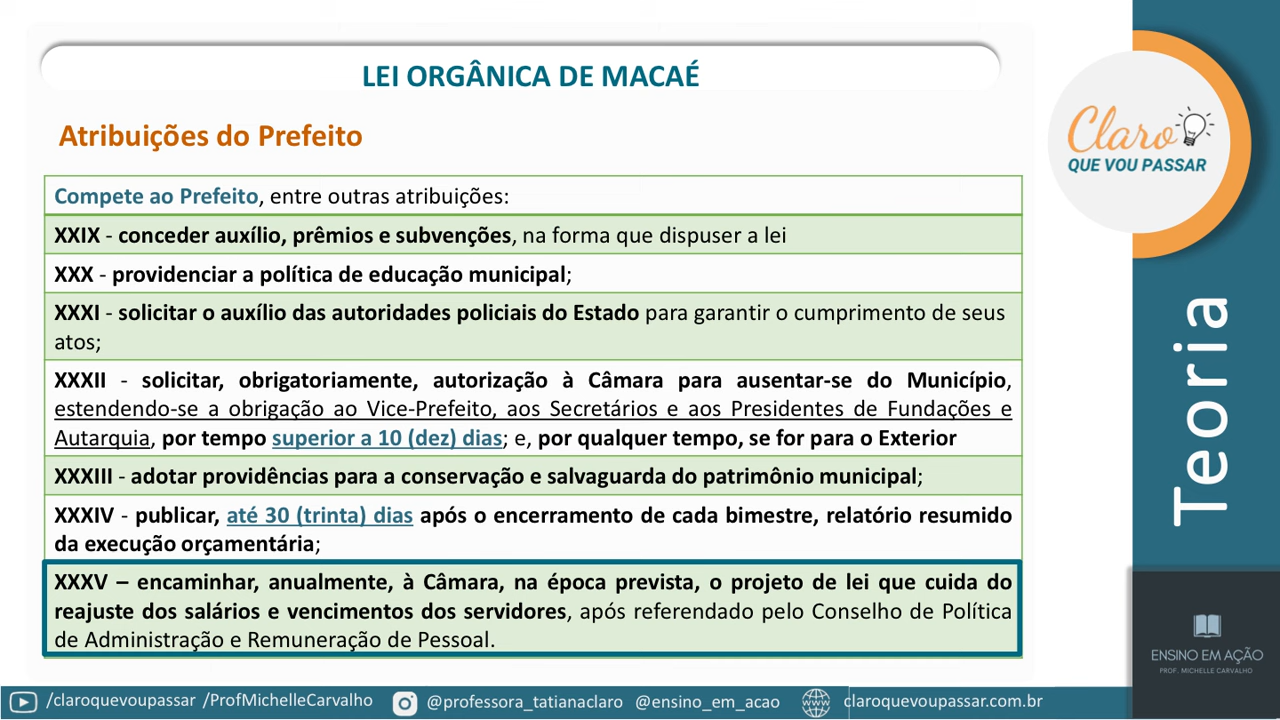 LEI ORGÂNICA DE MACAÉ
Atribuições do Prefeito
Compete ao Prefeito, entre outras atribuições:
XXIX - conceder auxílio, prêmios e subvenções, na forma que dispuser a lei
XXX - providenciar a política de educação municipal;
XXXI - solicitar o auxílio das autoridades policiais do Estado para garantir o cumprimento de seus
atos;
XXXII - solicitar, obrigatoriamente, autorização à Câmara para ausentar-se do Município,
estendendo-se a obrigação ao Vice-Prefeito, aos Secretários e aos Presidentes de Fundações e
Autarquia, por tempo superior a 10 (dez) dias; e, por qualquer tempo, se for para o Exterior
XXXIII - adotar providências para a conservação e salvaguarda do patrimônio municipal;
XXXIV - publicar, até 30 (trinta) dias após o encerramento de cada bimestre, relatório resumido
da execução orçamentária;
XXXV – encaminhar, anualmente, à Câmara, na época prevista, o projeto de lei que cuida do
reajuste dos salários e vencimentos dos servidores, após referendado pelo Conselho de Política
de Administração e Remuneração de Pessoal.
Claro
QUE VOU PASSAR
Teoria
ENSINO EM AÇÃO
PROF. MICHELLE CARVALHO
/claroquevoupassar /ProfMichelleCarvalho @professora_tatianaclaro @ensino_em_acao claroquevoupassar.com.br